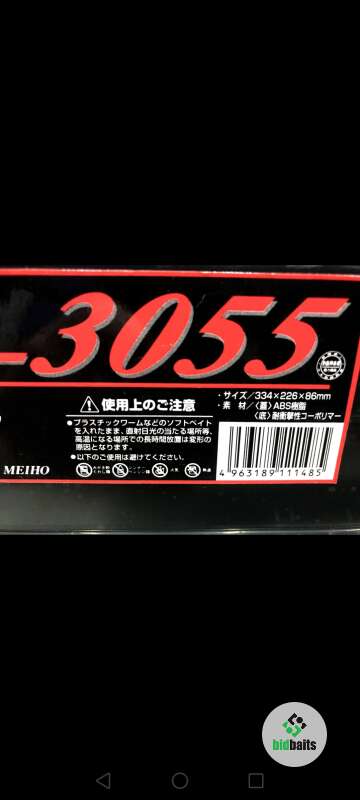 -3055
⚠使用上のご注意
●プラスチックワームなどのソフトベイト
を入れたまま、直射日光の当たる場所等、
高温になる場所での長時間放置は変形の
原因となります。
●以下のご使用は避けてください。
・サイズ/334×226×86mm
・素 材/〈蓋〉ABS樹脂
〈底〉耐衝撃性コーポリマー
MEIHO
4 963189 111485
bidbaits